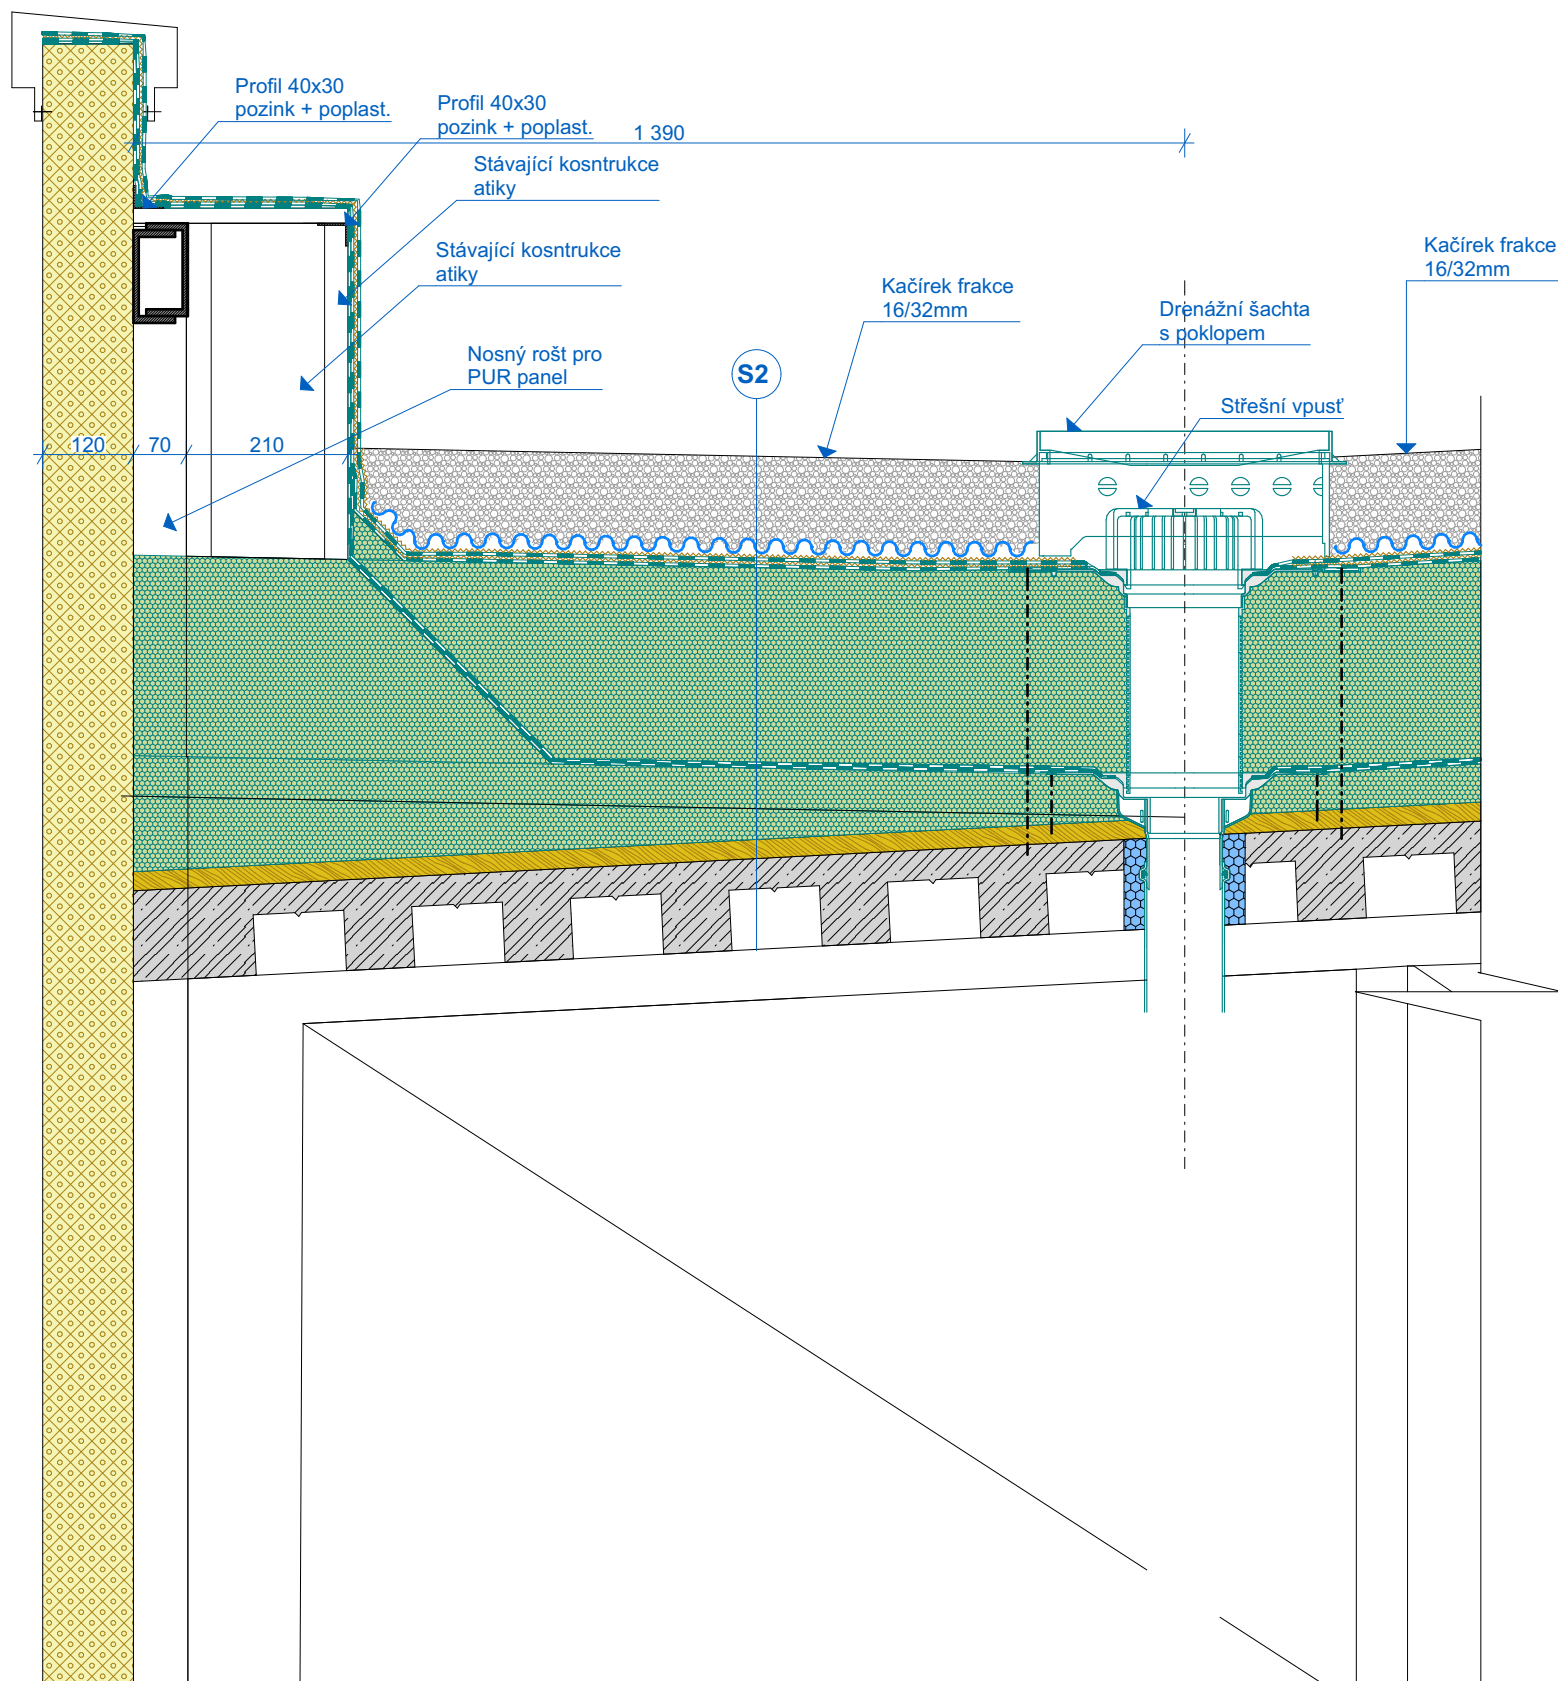 Profil 40x30
pozink + poplast.
Profil 40x30
pozink + poplast.
1 390
Stávající kosntrukce
atiky
Stávající kosntrukce
atiky
Kačírek frakce
16/32mm
Kačírek frakce
16/32mm
Drenážní šachta
s poklopem
Nosný rošt pro
PUR panel
S2
Střešní vpusť
120
70
210